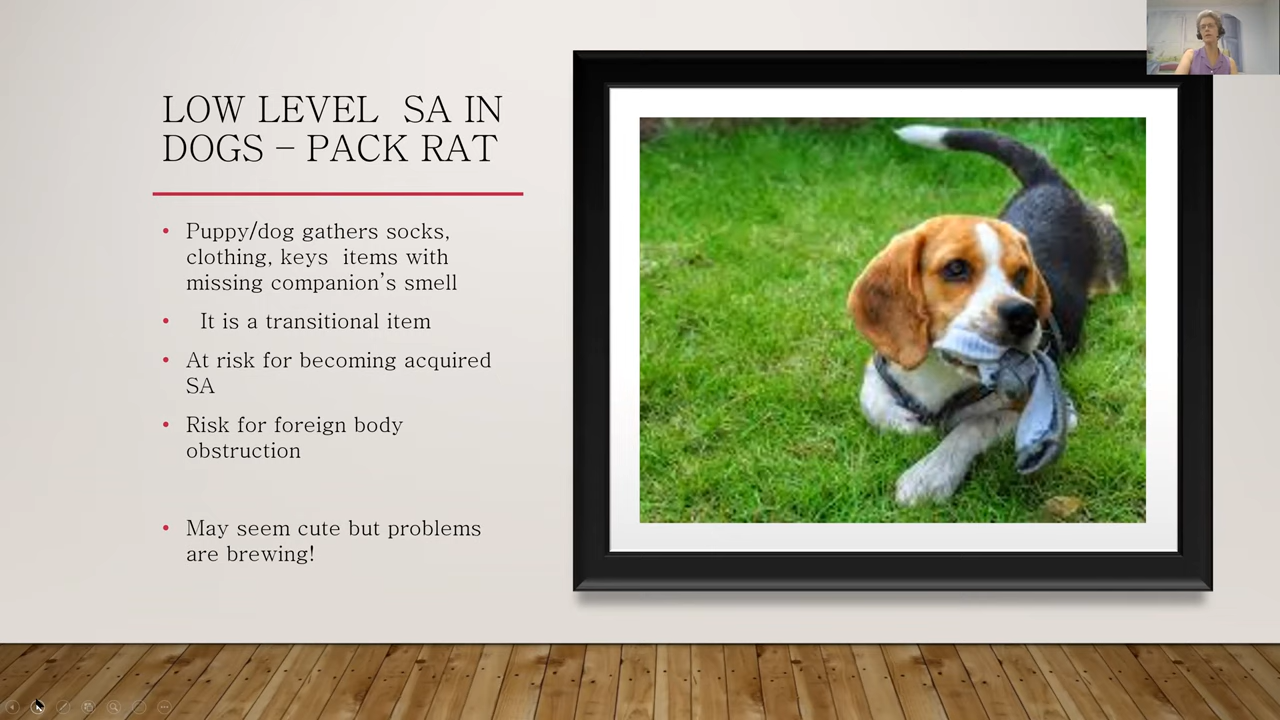 LOW LEVEL SA IN
DOGS – PACK RAT
• Puppy/dog gathers socks,
clothing, keys items with
missing companion’s smell
• It is a transitional item
• At risk for becoming acquired
SA
• Risk for foreign body
obstruction
• May seem cute but problems
are brewing!